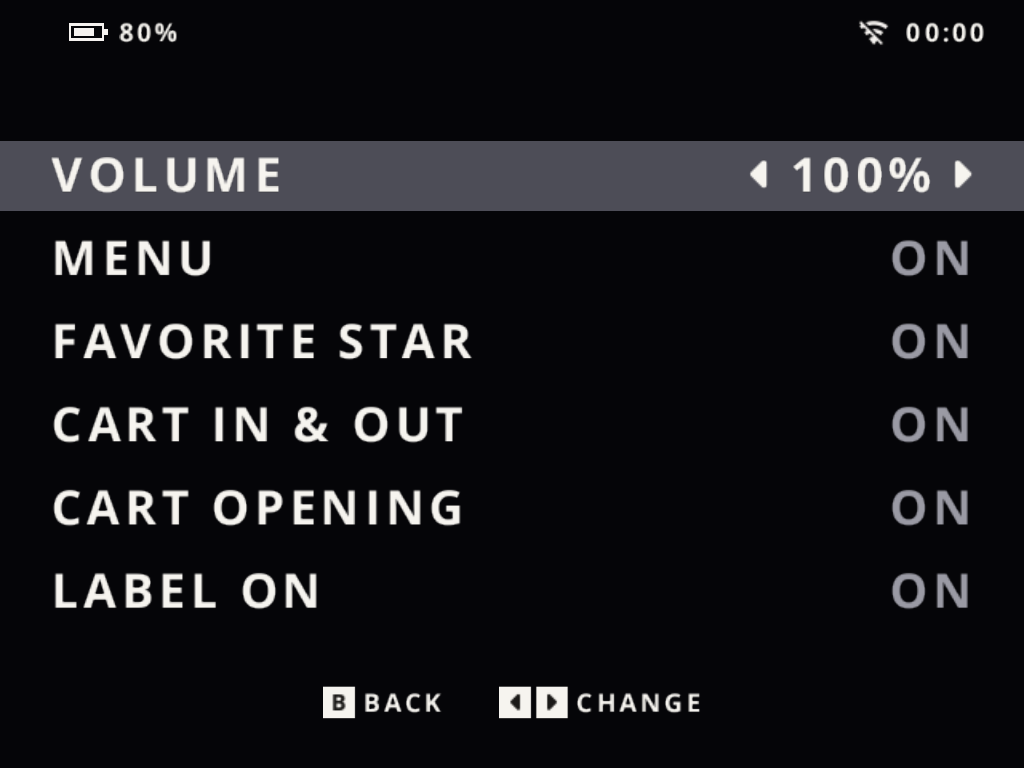 80% 00:00
VOLUME 100%
MENU ON
FAVORITE STAR ON
CART IN & OUT ON
CART OPENING ON
LABEL ON ON
B BACK CHANGE